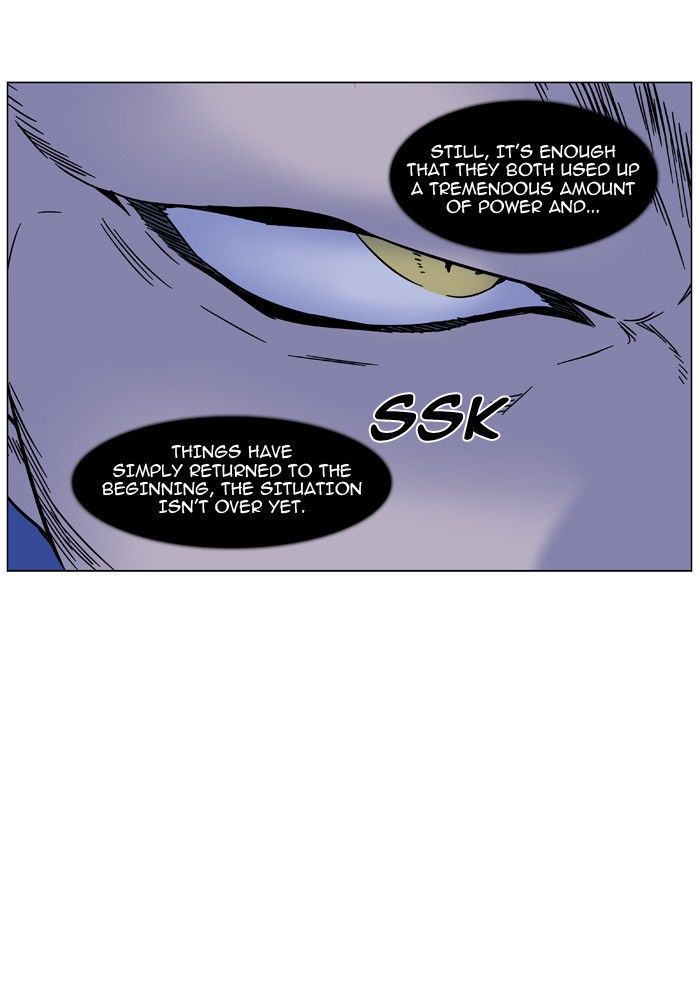 STILL, IT'S ENOUGH
THAT THEY BOTH USED UP
A TREMENDOUS AMOUNT
OF POWER AND...
SSK
THINGS HAVE
SIMPLY RETURNED TO THE
BEGINNING, THE SITUATION
ISN'T OVER YET.